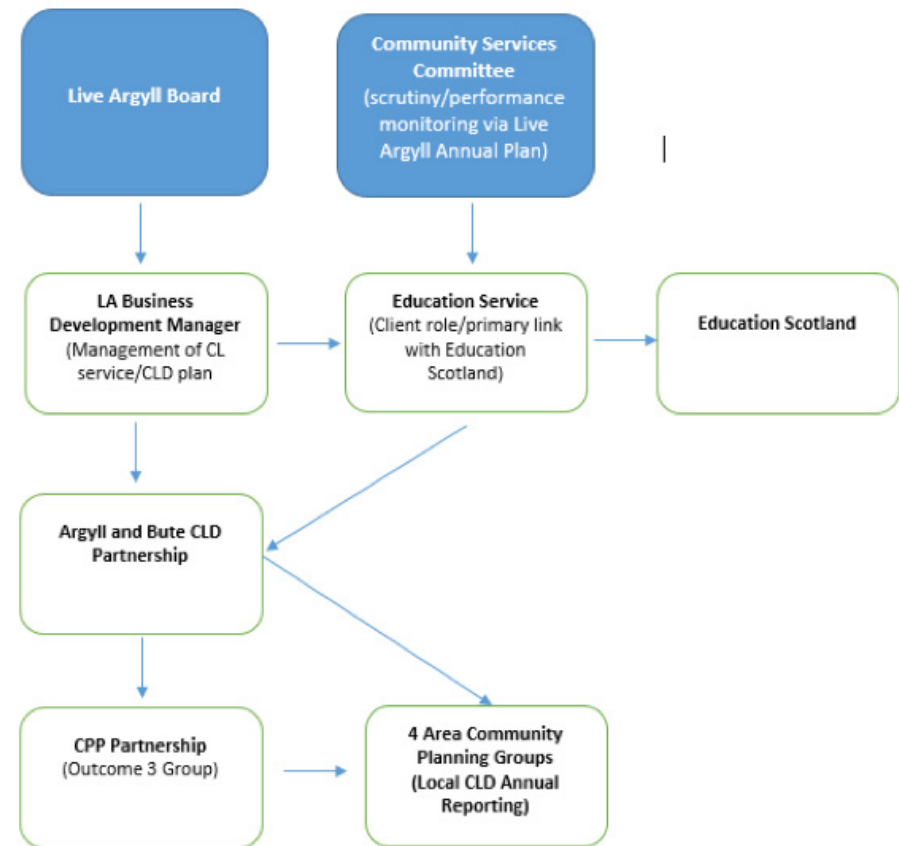 Live Argyll Board
Community Services
Committee
(scrutiny/performance
monitoring via Live
Argyll Annual Plan)
LA Business
Development Manager
(Management of CL
service/CLD plan
Education Service
(Client role/primary link
with Education
Scotland)
Education Scotland
Argyll and Bute CLD
Partnership
CPP Partnership
(Outcome 3 Group)
4 Area Community
Planning Groups
(Local CLD Annual
Reporting)